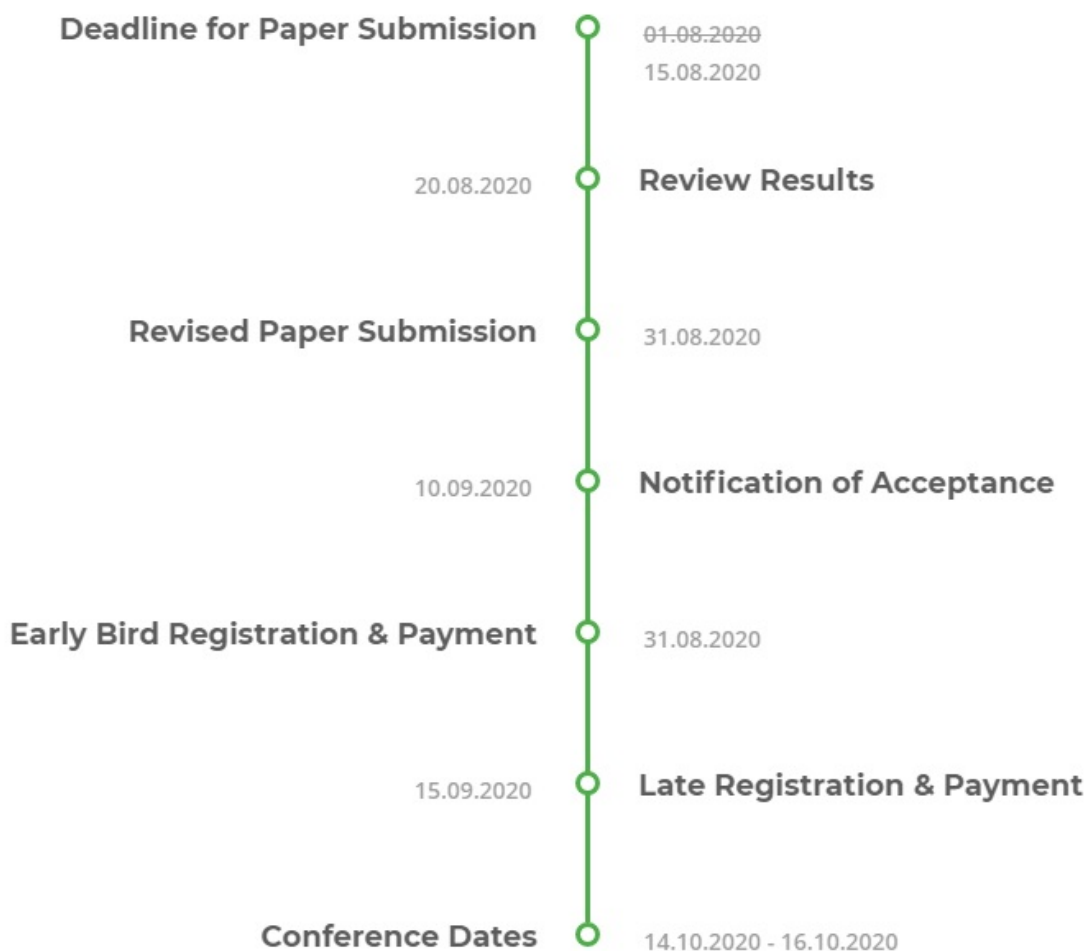 Deadline for Paper Submission
01.08.2020
15.08.2020
20.08.2020
Review Results
Revised Paper Submission
31.08.2020
10.09.2020
Notification of Acceptance
Early Bird Registration & Payment
31.08.2020
15.09.2020
Late Registration & Payment
Conference Dates
14.10.2020 - 16.10.2020